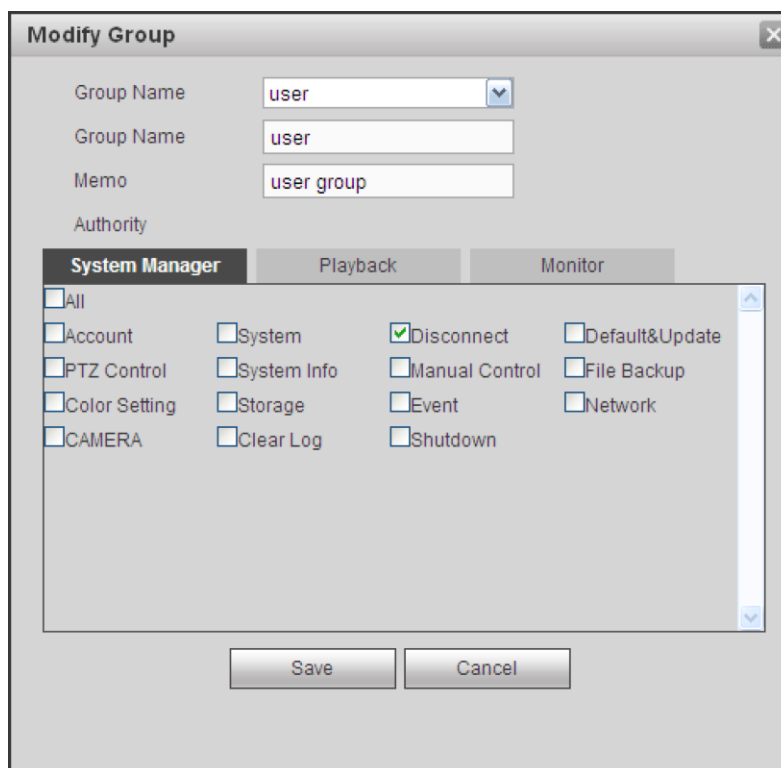 Modify Group
Group Name user
Group Name user
Memo user group
Authority
System Manager Playback Monitor
All
Account System Disconnect Default&Update
PTZ Control System Info Manual Control File Backup
Color Setting Storage Event Network
CAMERA Clear Log Shutdown
Save Cancel